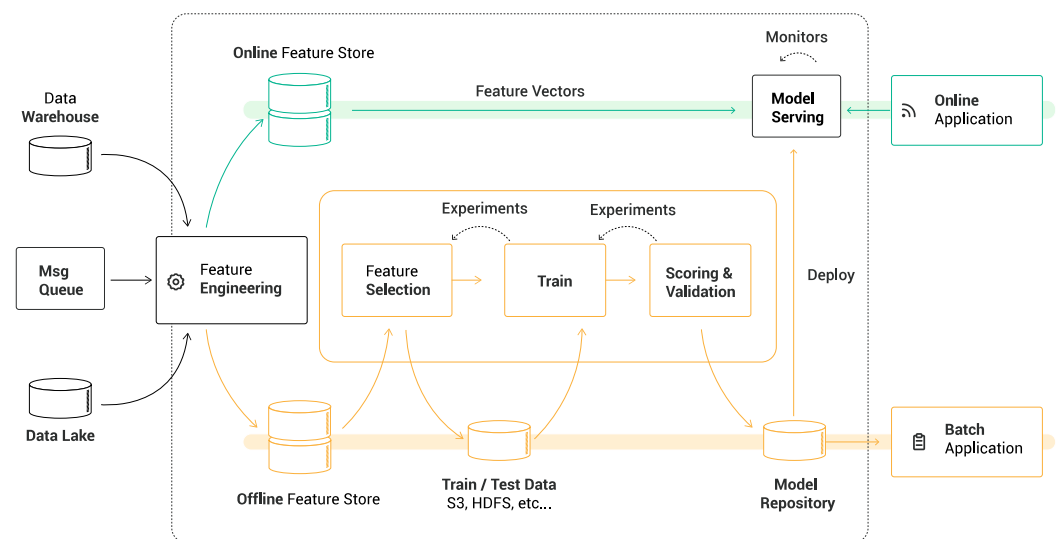 Monitors
Online Feature Store
Data
Warehouse
Feature Vectors
Model
Serving
Online
Application
Experiments
Experiments
Msg
Queue
Feature
Engineering
Feature
Selection
Train
Scoring &
Validation
Deploy
Data Lake
Batch
Application
Offline Feature Store
Train / Test Data
S3, HDFS, etc...
Model
Repository